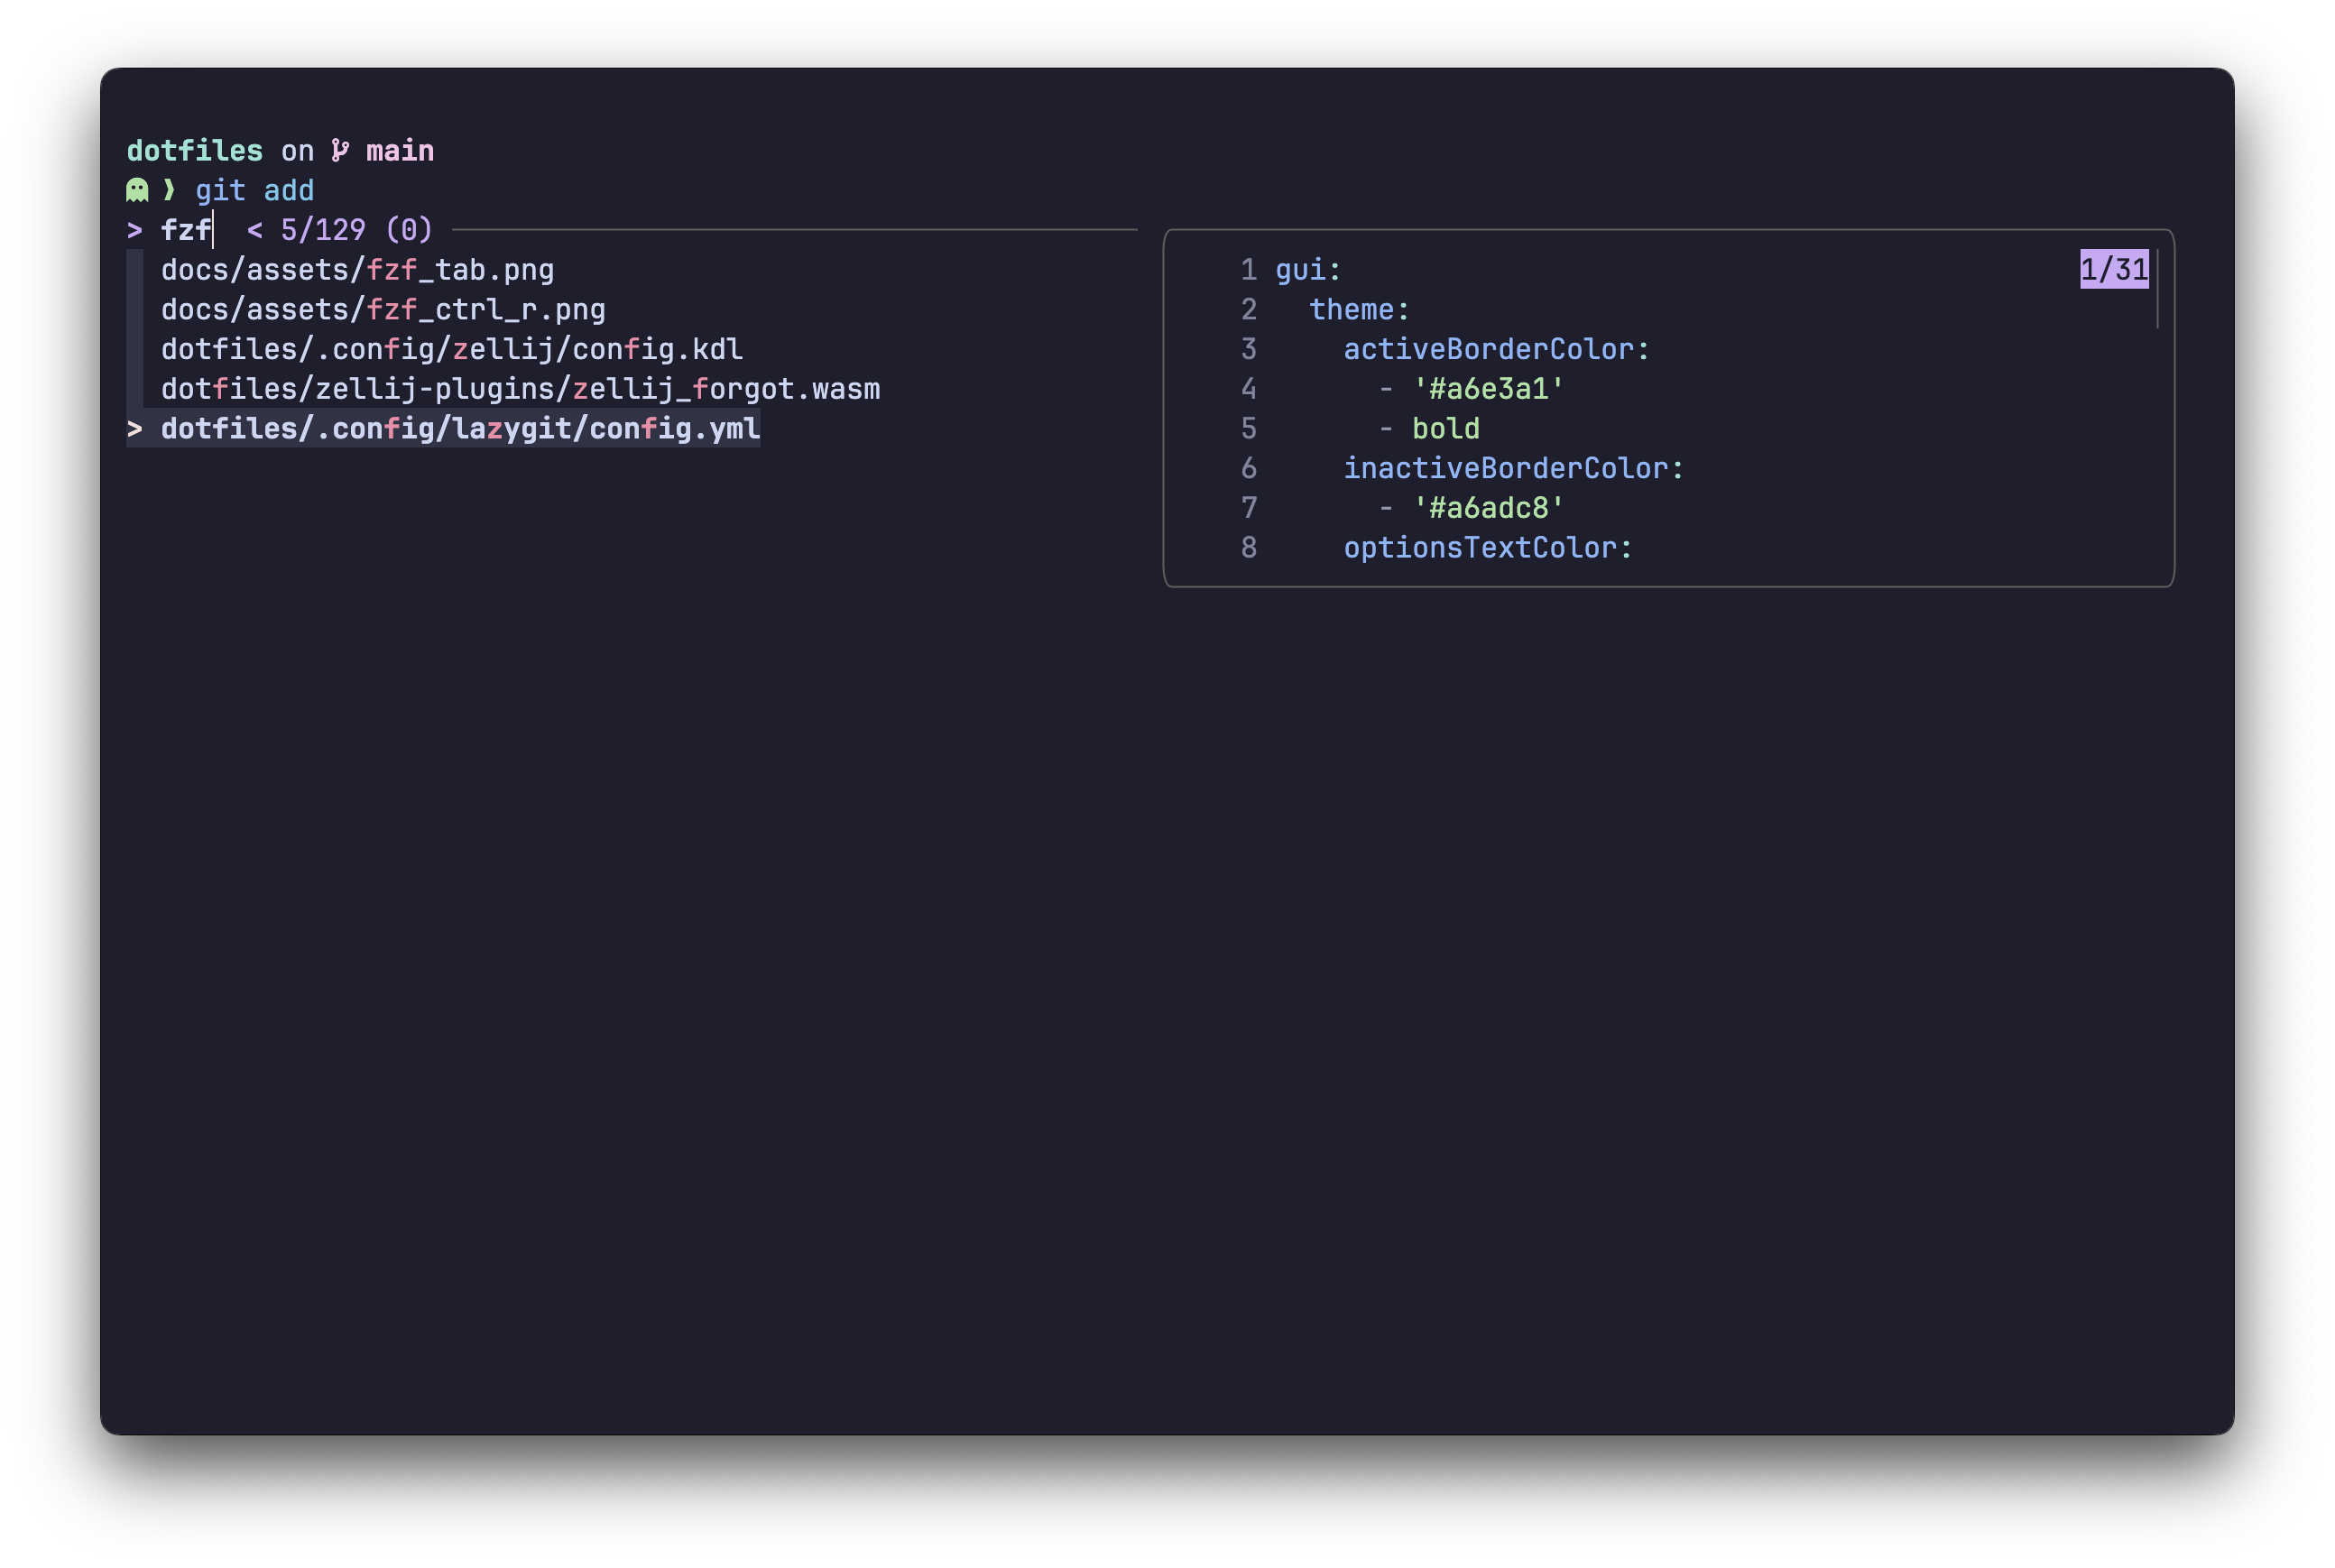 dotfiles on main
❱ git add
> fzf < 5/129 (0)
docs/assets/fzf_tab.png
docs/assets/fzf_ctrl_r.png
dotfiles/.config/zellij/config.kdl
dotfiles/zellij-plugins/zellij_forgot.wasm
> dotfiles/.config/lazygit/config.yml
1 gui: 1/31
2   theme:
3     activeBorderColor:
4       - '#a6e3a1'
5       - bold
6     inactiveBorderColor:
7       - '#a6adc8'
8     optionsTextColor: